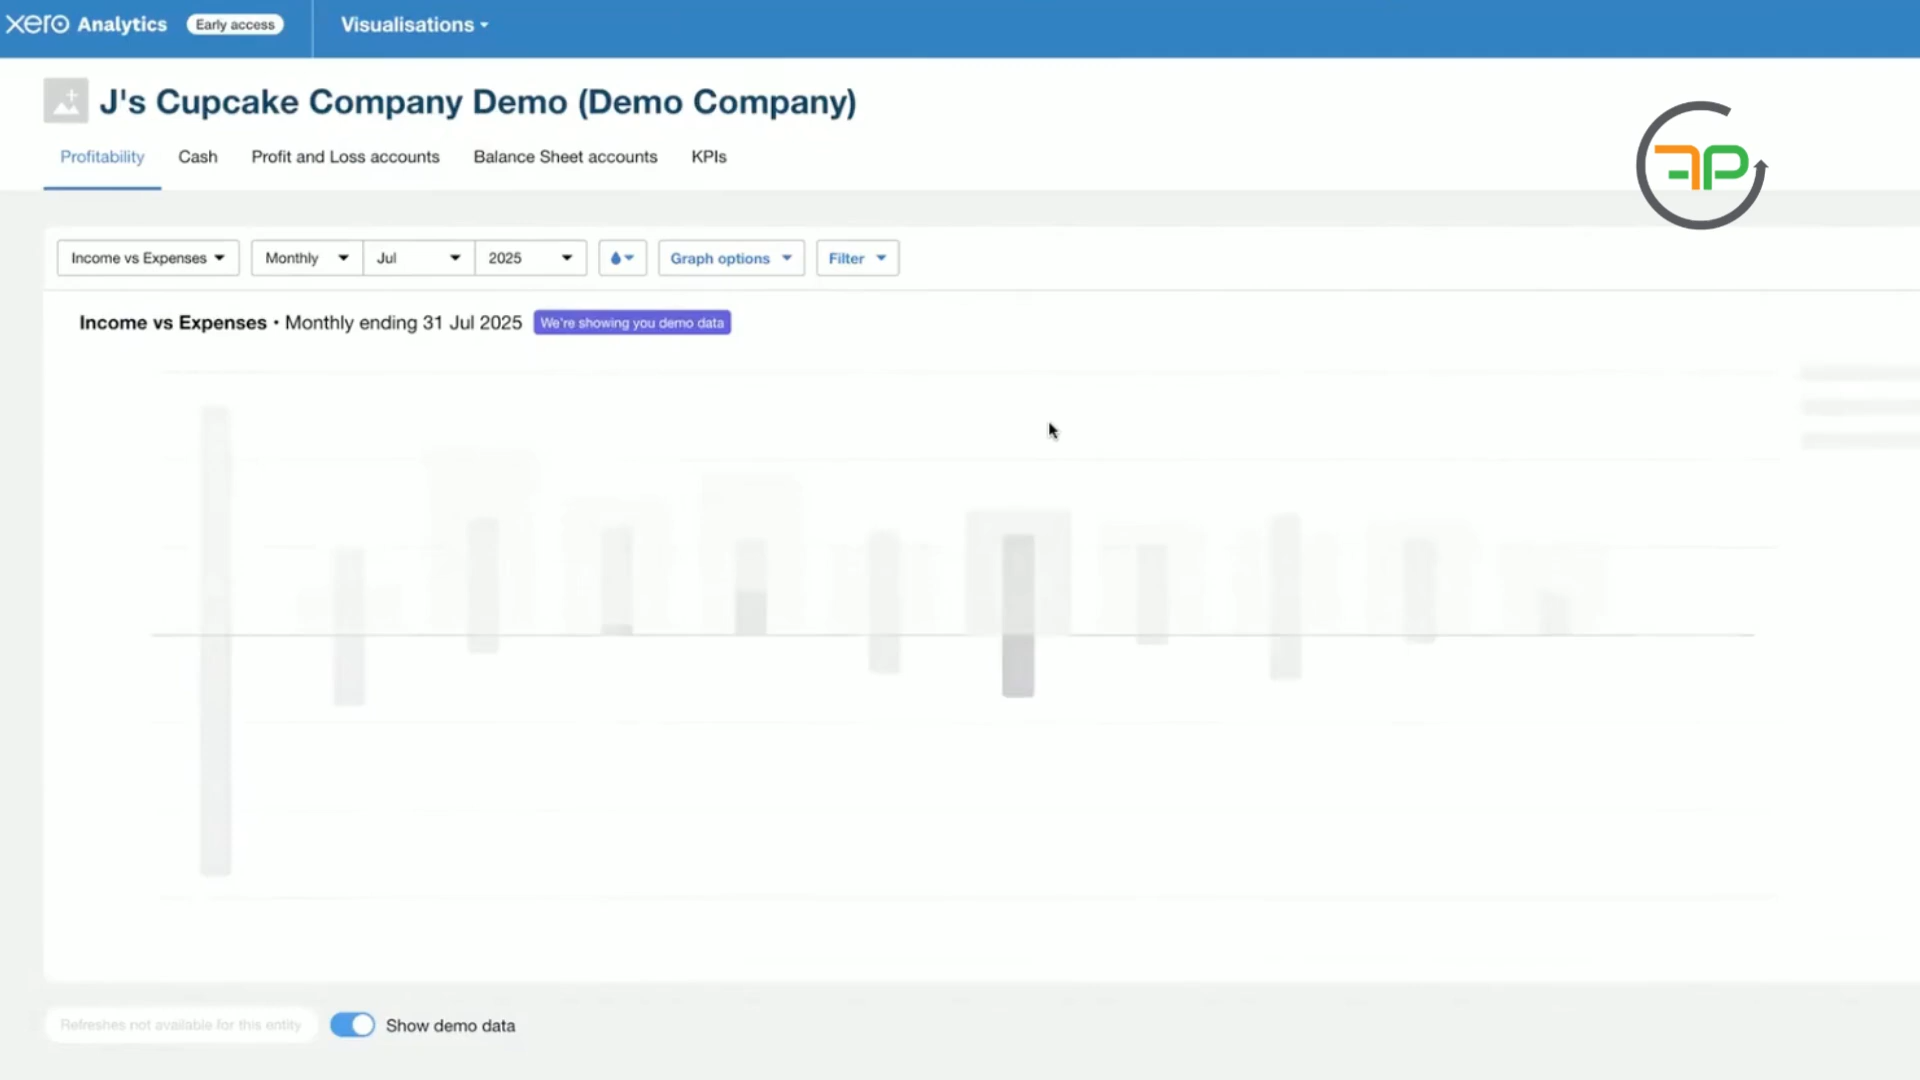 xero Analytics Early access Visualisations
J's Cupcake Company Demo (Demo Company)
Profitability Cash Profit and Loss accounts Balance Sheet accounts KPIs
FP
Income vs Expenses Monthly Jul 2025 Graph options Filter
Income vs Expenses • Monthly ending 31 Jul 2025 We're showing you demo data
Refreshes not available for this entity Show demo data